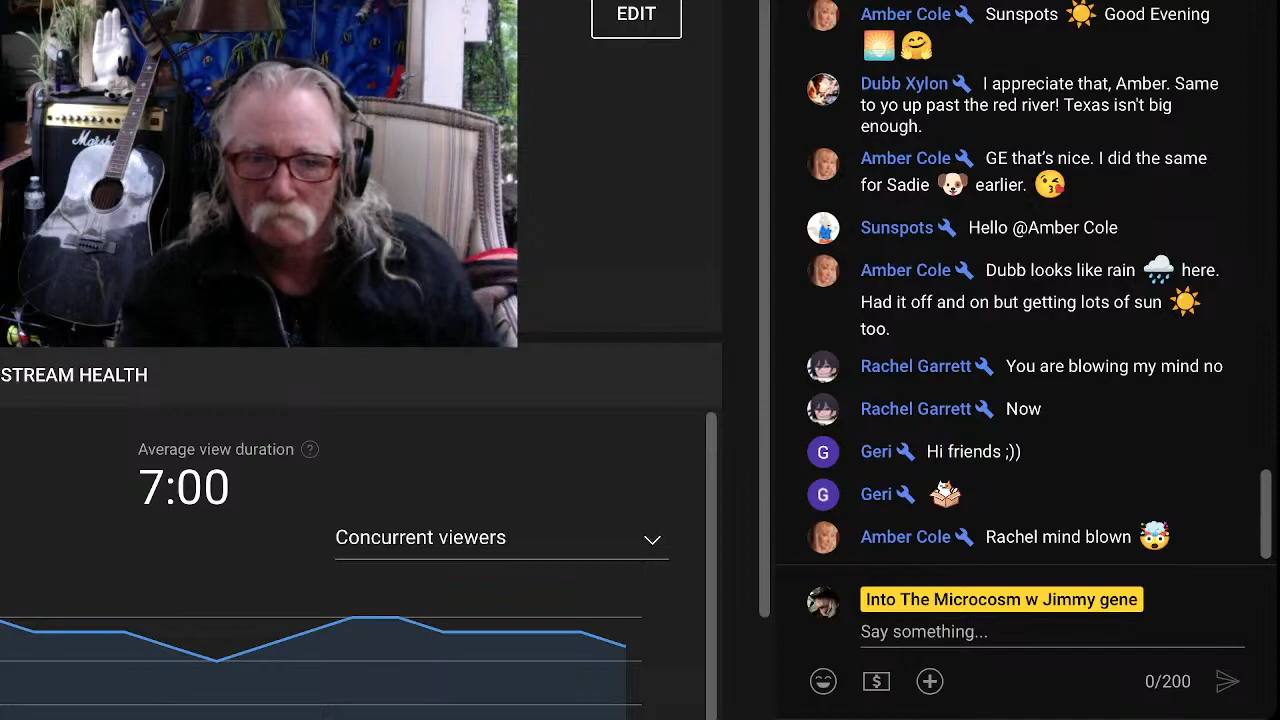 EDIT
Marshall
STREAM HEALTH
Average view duration ?
7:00
Concurrent viewers
Amber Cole Sunspots ☀️ Good Evening
🌅 🤗
Dubb Xylon I appreciate that, Amber. Same
to yo up past the red river! Texas isn't big
enough.
Amber Cole GE that’s nice. I did the same
for Sadie 🐶 earlier. 😘
Sunspots Hello @Amber Cole
Amber Cole Dubb looks like rain 🌧️ here.
Had it off and on but getting lots of sun ☀️
too.
Rachel Garrett You are blowing my mind no
Rachel Garrett Now
G Geri Hi friends ;))
G Geri
Amber Cole Rachel mind blown 🤯
Into The Microcosm w Jimmy gene
Say something...
$
0/200